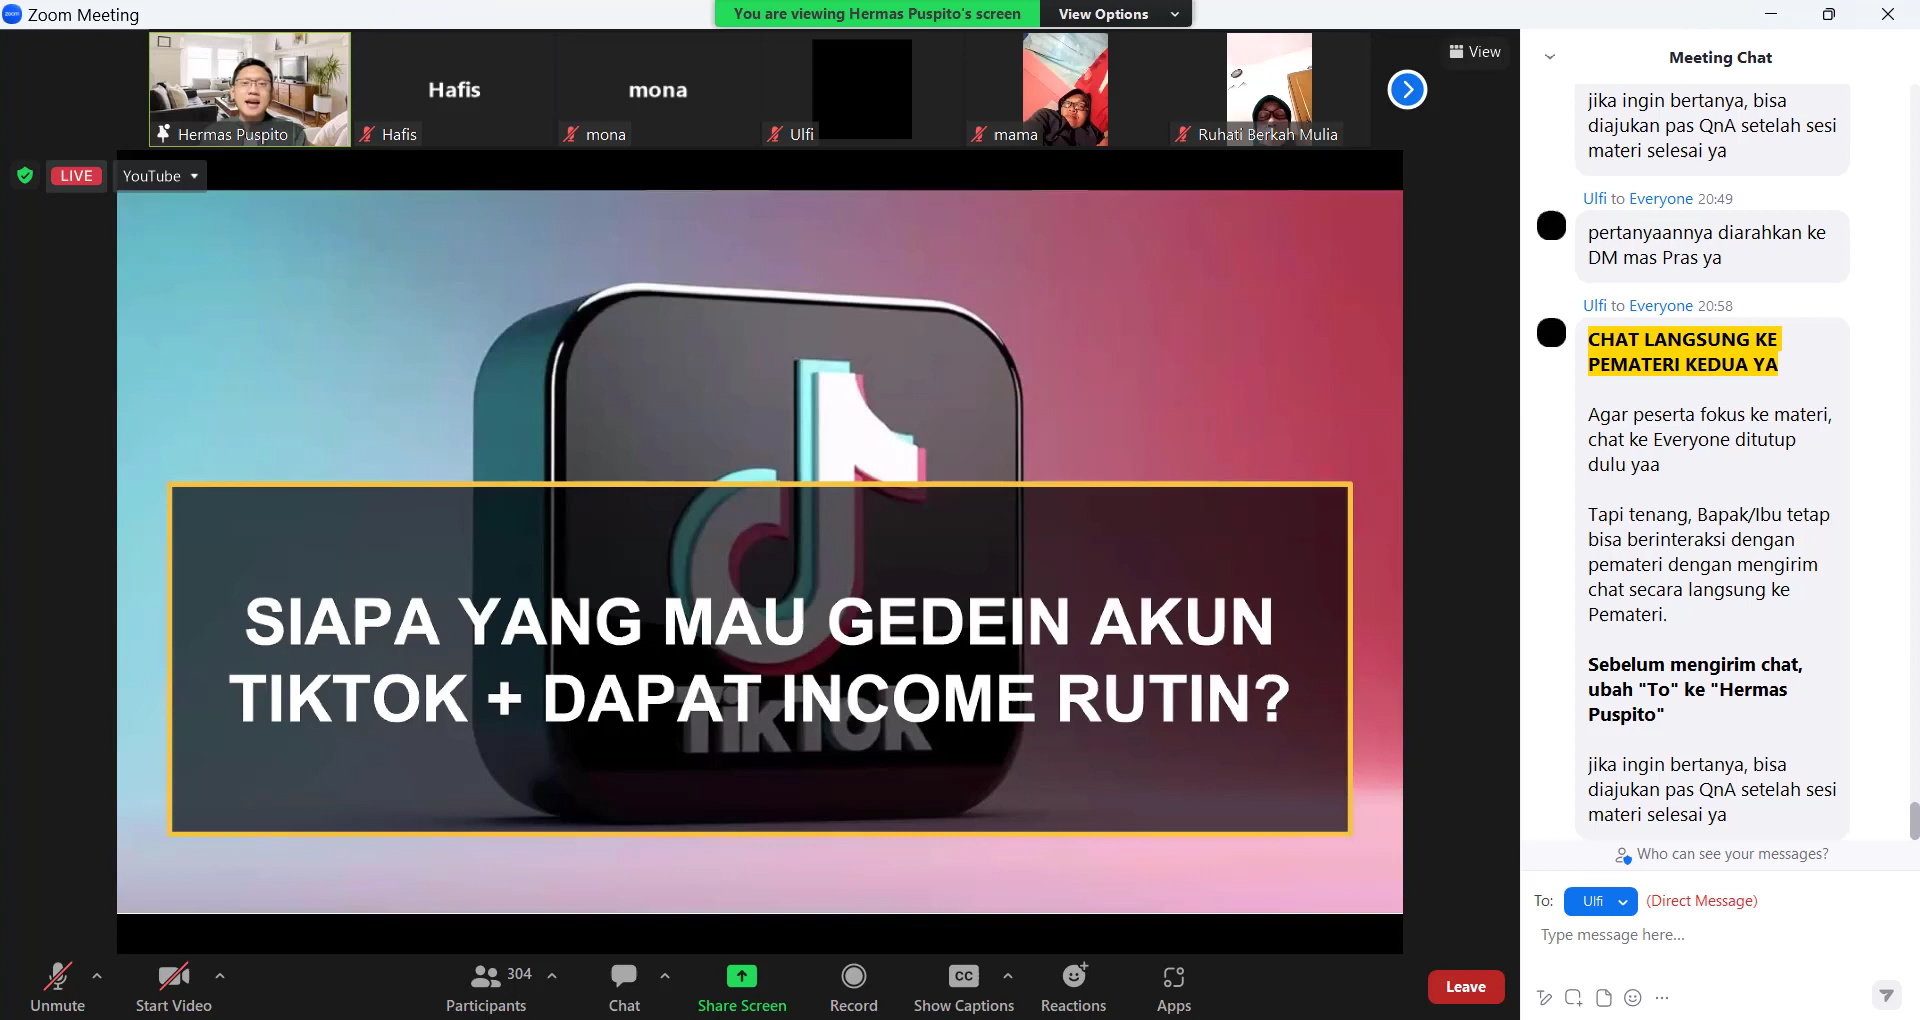 zoom Zoom Meeting
You are viewing Hermas Puspito's screen
View Options
Hermas Puspito
Hafis
Hafis
mona
mona
Ulfi
mama
Ruhati Berkah Mulia
View
LIVE
YouTube
SIAPA YANG MAU GEDEIN AKUN
TIKTOK + DAPAT INCOME RUTIN?
TikTok
Meeting Chat
jika ingin bertanya, bisa
diajukan pas QnA setelah sesi
materi selesai ya
Ulfi to Everyone 20:49
pertanyaannya diarahkan ke
DM mas Pras ya
Ulfi to Everyone 20:58
CHAT LANGSUNG KE
PEMATERI KEDUA YA
Agar peserta fokus ke materi,
chat ke Everyone ditutup
dulu yaa
Tapi tenang, Bapak/Ibu tetap
bisa berinteraksi dengan
pemateri dengan mengirim
chat secara langsung ke
Pemateri.
Sebelum mengirim chat,
ubah "To" ke "Hermas
Puspito"
jika ingin bertanya, bisa
diajukan pas QnA setelah sesi
materi selesai ya
Who can see your messages?
To: Ulfi (Direct Message)
Type message here...
Unmute
Start Video
304
Participants
Chat
Share Screen
Record
CC
Show Captions
Reactions
Apps
Leave